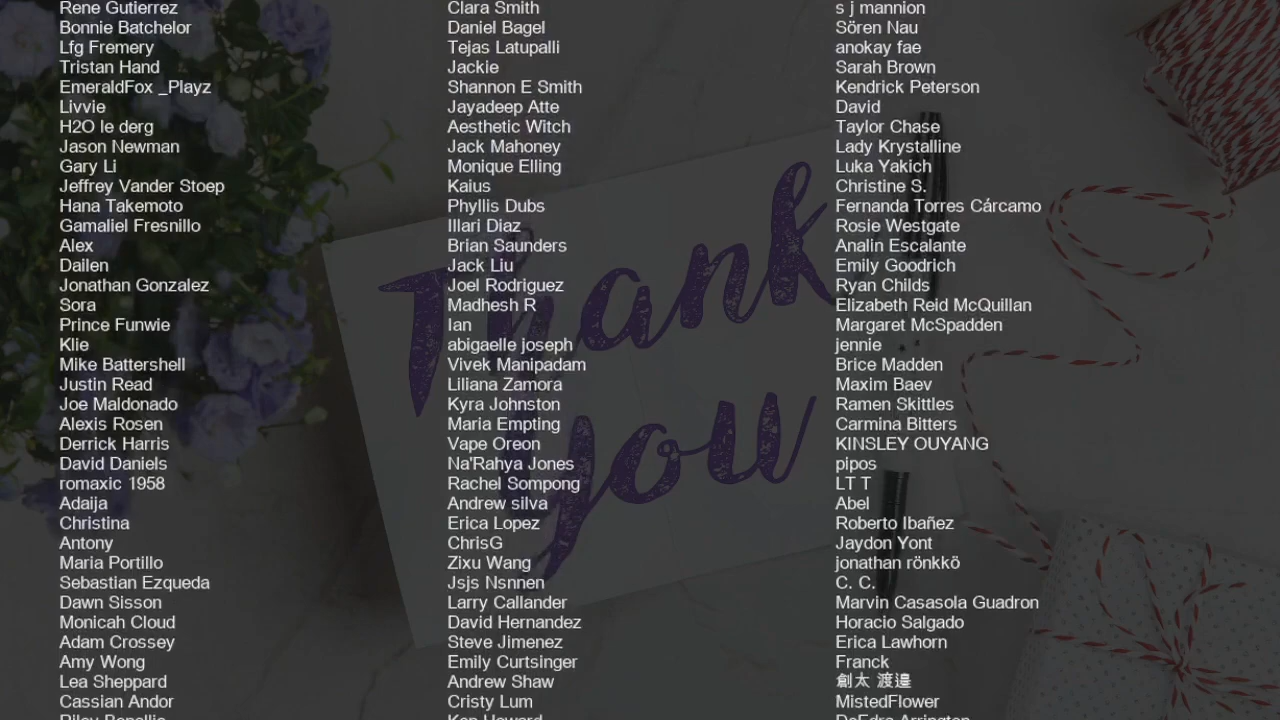 Rene Gutierrez
Bonnie Batchelor
Lfg Fremery
Tristan Hand
EmeraldFox _Playz
Livvie
H2O le derg
Jason Newman
Gary Li
Jeffrey Vander Stoep
Hana Takemoto
Gamaliel Fresnillo
Alex
Dailen
Jonathan Gonzalez
Sora
Prince Funwie
Klie
Mike Battershell
Justin Read
Joe Maldonado
Alexis Rosen
Derrick Harris
David Daniels
romaxic 1958
Adaija
Christina
Antony
Maria Portillo
Sebastian Ezqueda
Dawn Sisson
Monicah Cloud
Adam Crossey
Amy Wong
Lea Sheppard
Cassian Andor
Clara Smith
Daniel Bagel
Tejas Latupalli
Jackie
Shannon E Smith
Jayadeep Atte
Aesthetic Witch
Jack Mahoney
Monique Elling
Kaius
Phyllis Dubs
Illari Diaz
Brian Saunders
Jack Liu
Joel Rodriguez
Madhesh R
Ian
abigaelle joseph
Vivek Manipadam
Liliana Zamora
Kyra Johnston
Maria Empting
Vape Oreon
Na'Rahya Jones
Rachel Sompong
Andrew silva
Erica Lopez
ChrisG
Zixu Wang
Jsjs Nsnnen
Larry Callander
David Hernandez
Steve Jimenez
Emily Curtsinger
Andrew Shaw
Cristy Lum
s j mannion
Sören Nau
anokay fae
Sarah Brown
Kendrick Peterson
David
Taylor Chase
Lady Krystalline
Luka Yakich
Christine S.
Fernanda Torres Cárcamo
Rosie Westgate
Analin Escalante
Emily Goodrich
Ryan Childs
Elizabeth Reid McQuillan
Margaret McSpadden
jennie
Brice Madden
Maxim Baev
Ramen Skittles
Carmina Bitters
KINSLEY OUYANG
pipos
LT T
Abel
Roberto Ibañez
Jaydon Yont
jonathan rönkkö
C. C.
Marvin Casasola Guadron
Horacio Salgado
Erica Lawhorn
Franck
創太 渡邉
MistedFlower
Thank
you